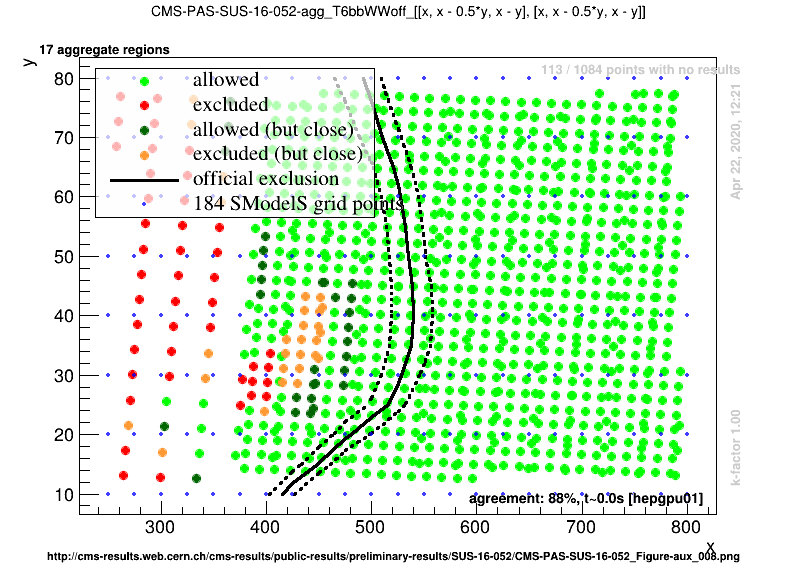 CMS-PAS-SUS-16-052-agg_T6bbWWoff_[[x, x - 0.5*y, x - y], [x, x - 0.5*y, x - y]]
17 aggregate regions
y
113 / 1084 points with no results
allowed
excluded
allowed (but close)
excluded (but close)
official exclusion
184 SModelS grid points
80
70
60
50
40
30
20
10
Apr 22, 2020, 12:21
k-factor 1.00
agreement: 88%, t~0.0s [hepgpu01]
300 400 500 600 700 800
x
http://cms-results.web.cern.ch/cms-results/public-results/preliminary-results/SUS-16-052/CMS-PAS-SUS-16-052_Figure-aux_008.png